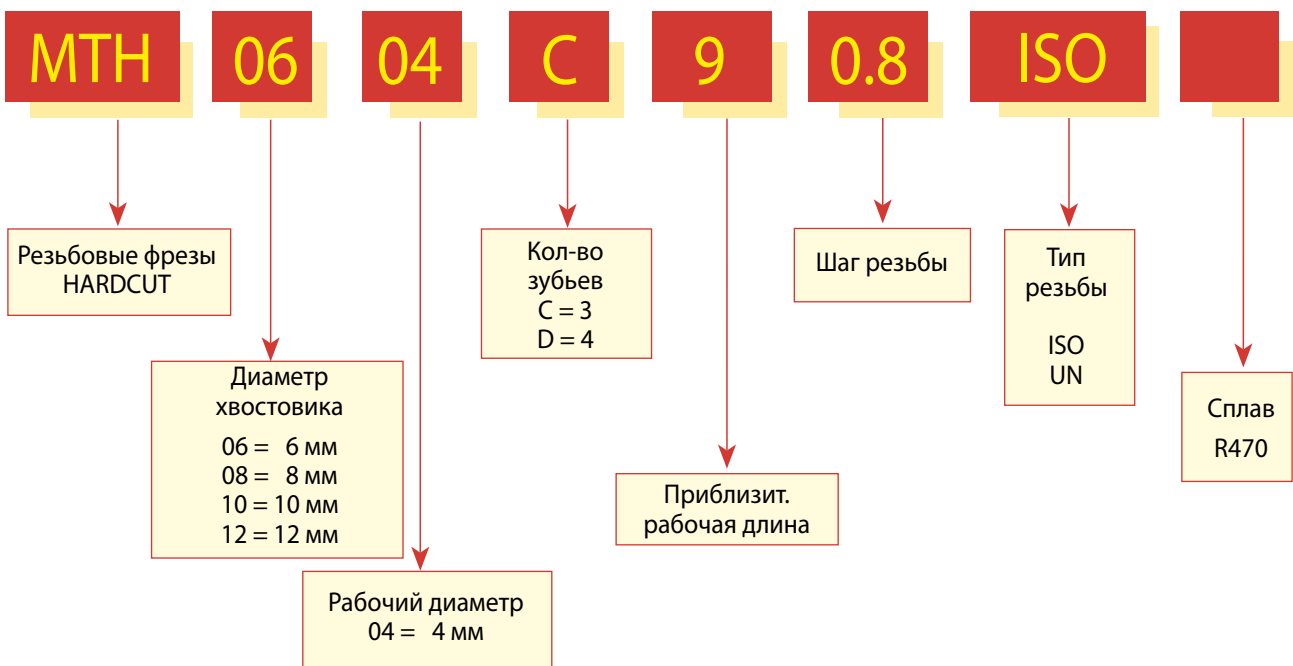 MTH 06 04 C 9 0.8 ISO
Резьбовые фрезы
HARDCUT
Диаметр
хвостовика
06 = 6 мм
08 = 8 мм
10 = 10 мм
12 = 12 мм
Рабочий диаметр
04 = 4 мм
Кол-во
зубьев
C = 3
D = 4
Приблизит.
рабочая длина
Шаг резьбы
Тип
резьбы
ISO
UN
Сплав
R470